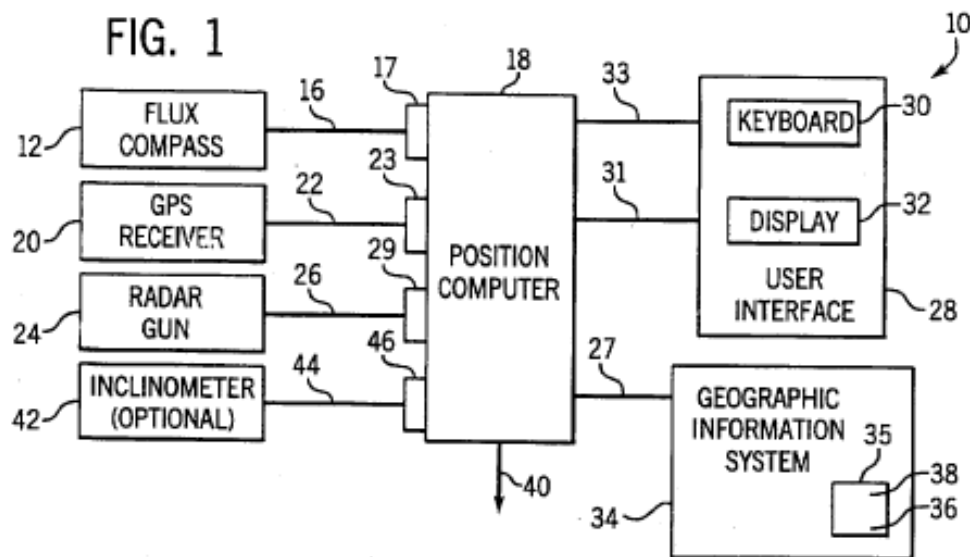 FIG. 1
10
12
FLUX
COMPASS
16
17
18
33
KEYBOARD
30
20
GPS
RECEIVER
22
23
31
DISPLAY
32
24
RADAR
GUN
26
29
POSITION
COMPUTER
USER
INTERFACE
28
42
INCLINOMETER
(OPTIONAL)
44
46
27
GEOGRAPHIC
INFORMATION
SYSTEM
35
38
36
34
40